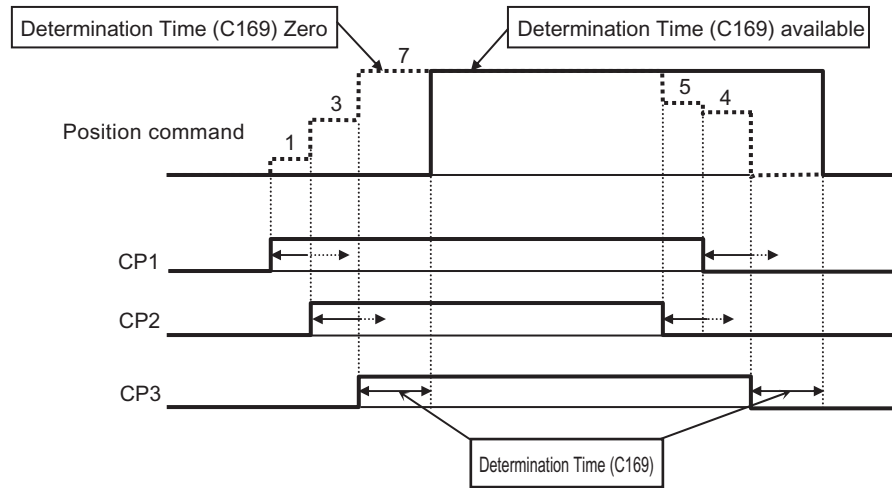 Determination Time (C169) Zero
Determination Time (C169) available
7
3
5
4
Position command
1
CP1
CP2
CP3
Determination Time (C169)